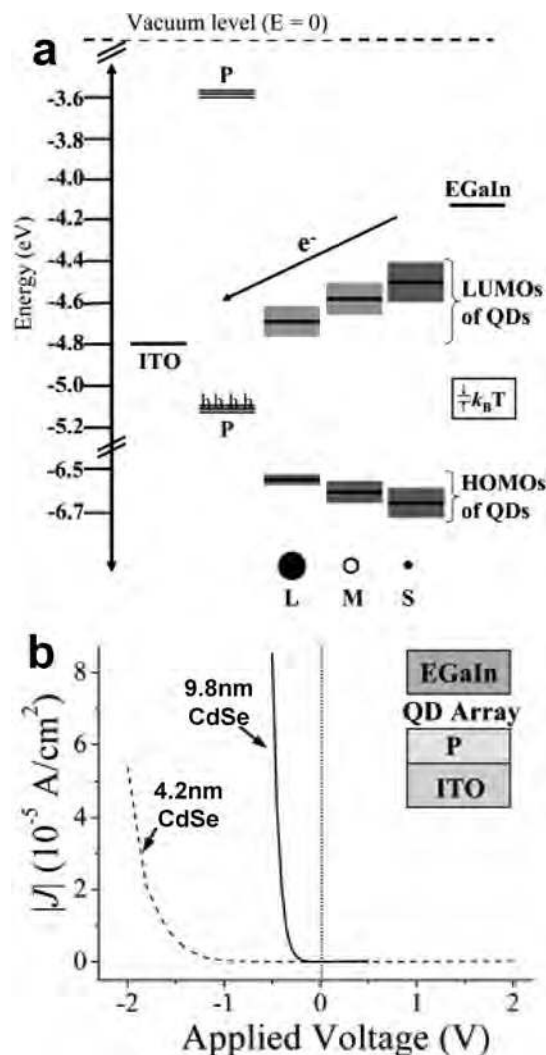 Vacuum level (E = 0)
a
P
-3.6
-3.8
-4.0
EGaIn
-4.2
e-
-4.4
LUMOs
of QDs
-4.6
-4.8
ITO
-5.0
h h h h
P
-5.2
-6.5
HOMOs
of QDs
-6.7
L M S
Energy (eV)
b
8
9.8nm
CdSe
EGaIn
QD Array
P
ITO
6
4.2nm
CdSe
4
2
0
|J| (10⁻⁵ A/cm²)
-2 -1 0 1 2
Applied Voltage (V)